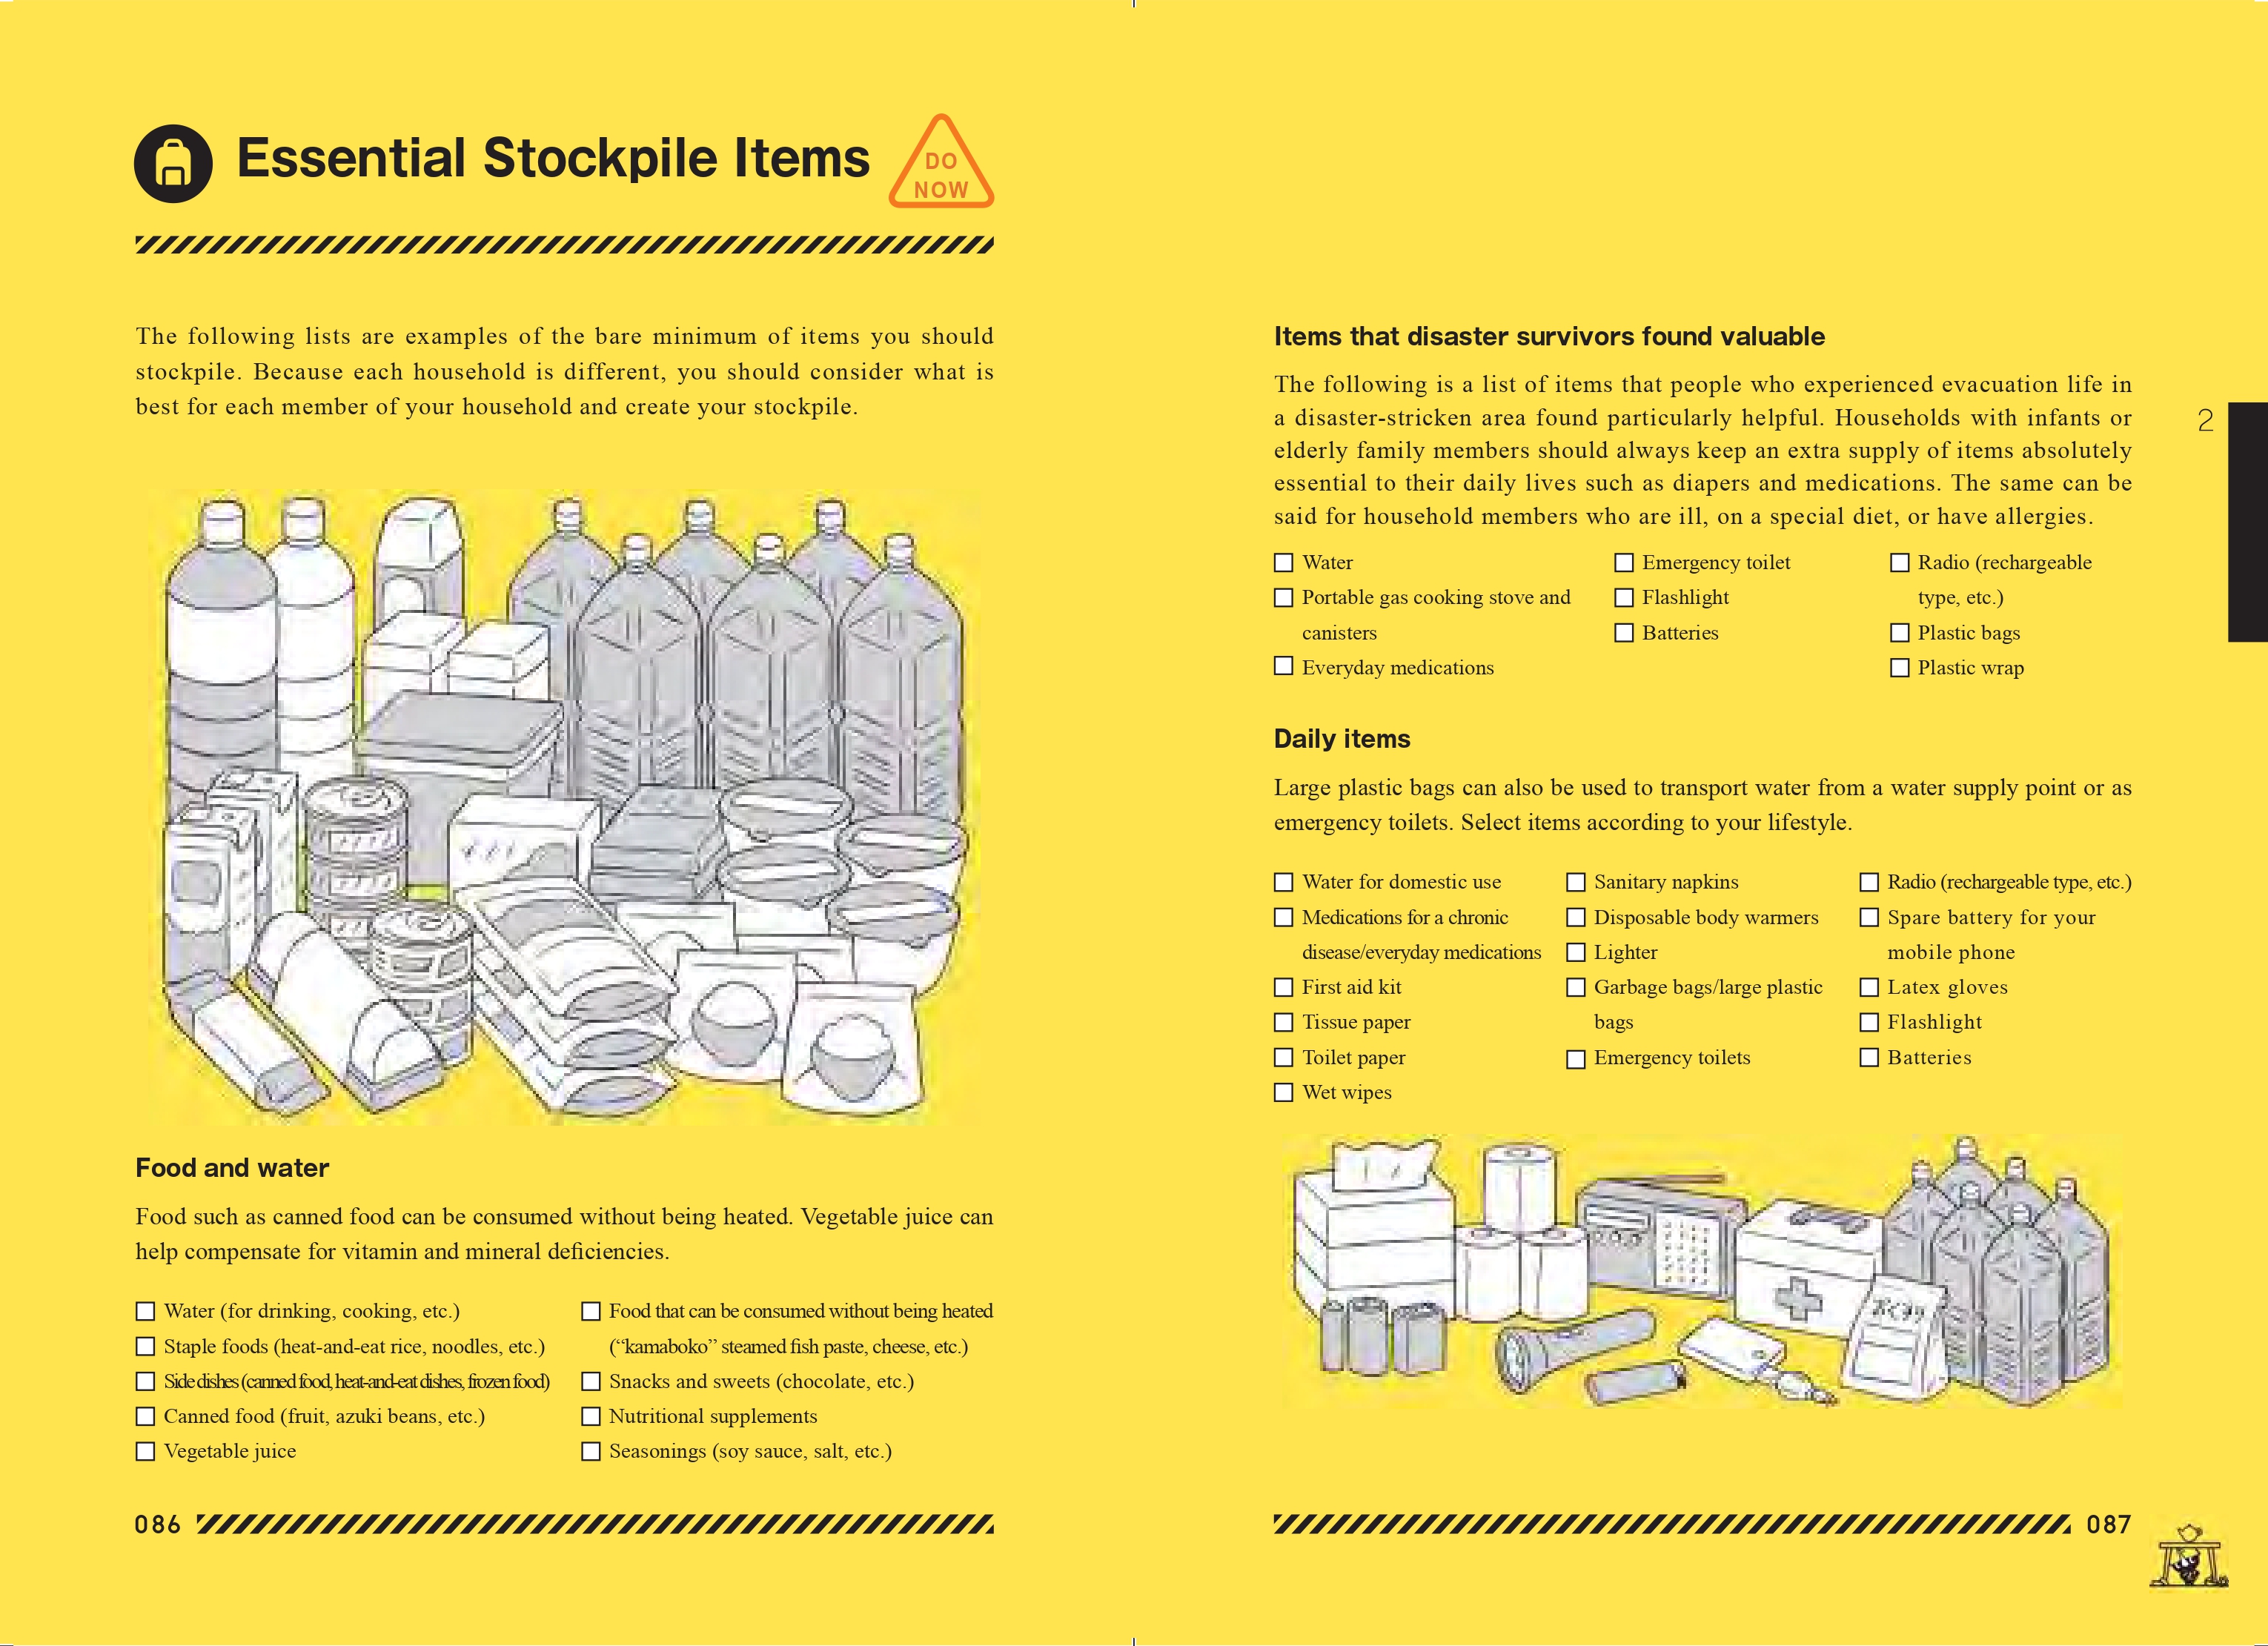 Essential Stockpile Items
DO
NOW
The following lists are examples of the bare minimum of items you should
stockpile. Because each household is different, you should consider what is
best for each member of your household and create your stockpile.
Food and water
Food such as canned food can be consumed without being heated. Vegetable juice can
help compensate for vitamin and mineral deficiencies.
Water (for drinking, cooking, etc.)
Staple foods (heat-and-eat rice, noodles, etc.)
Side dishes (canned food, heat-and-eat dishes, frozen food)
Canned food (fruit, azuki beans, etc.)
Vegetable juice
Food that can be consumed without being heated
(“kamaboko” steamed fish paste, cheese, etc.)
Snacks and sweets (chocolate, etc.)
Nutritional supplements
Seasonings (soy sauce, salt, etc.)
086
Items that disaster survivors found valuable
The following is a list of items that people who experienced evacuation life in
a disaster-stricken area found particularly helpful. Households with infants or
elderly family members should always keep an extra supply of items absolutely
essential to their daily lives such as diapers and medications. The same can be
said for household members who are ill, on a special diet, or have allergies.
Water
Portable gas cooking stove and
canisters
Everyday medications
Emergency toilet
Flashlight
Batteries
Radio (rechargeable
type, etc.)
Plastic bags
Plastic wrap
2
Daily items
Large plastic bags can also be used to transport water from a water supply point or as
emergency toilets. Select items according to your lifestyle.
Water for domestic use
Medications for a chronic
disease/everyday medications
First aid kit
Tissue paper
Toilet paper
Wet wipes
Sanitary napkins
Disposable body warmers
Lighter
Garbage bags/large plastic
bags
Emergency toilets
Radio (rechargeable type, etc.)
Spare battery for your
mobile phone
Latex gloves
Flashlight
Batteries
087